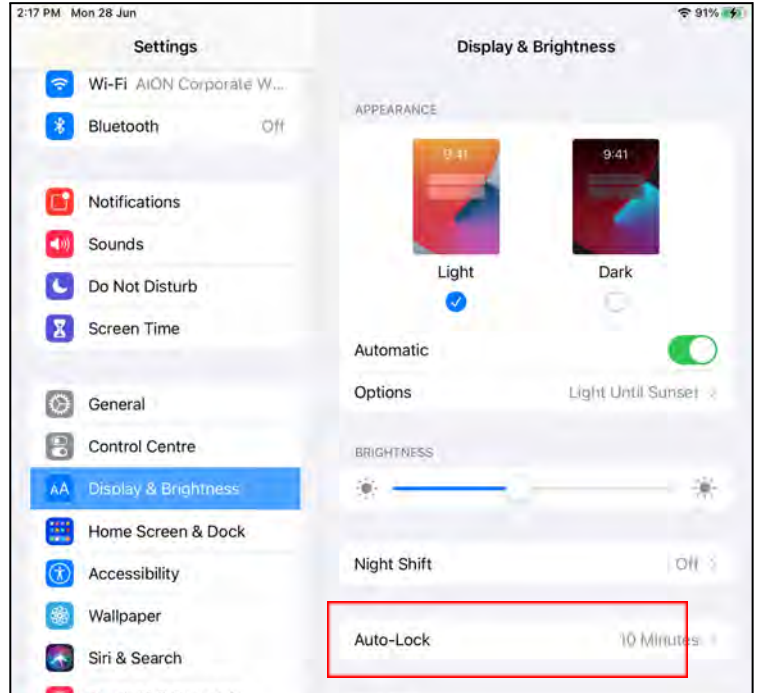 2:17 PM Mon 28 Jun
91%
Settings
Display & Brightness
Wi-Fi AION Corporate W...
Bluetooth Off
Notifications
Sounds
Do Not Disturb
Screen Time
General
Control Centre
AA Display & Brightness
Home Screen & Dock
Accessibility
Wallpaper
Siri & Search
APPEARANCE
9:41
9:41
Light
Dark
Automatic
Options Light Until Sunset
BRIGHTNESS
Night Shift Off
Auto-Lock 10 Minutes